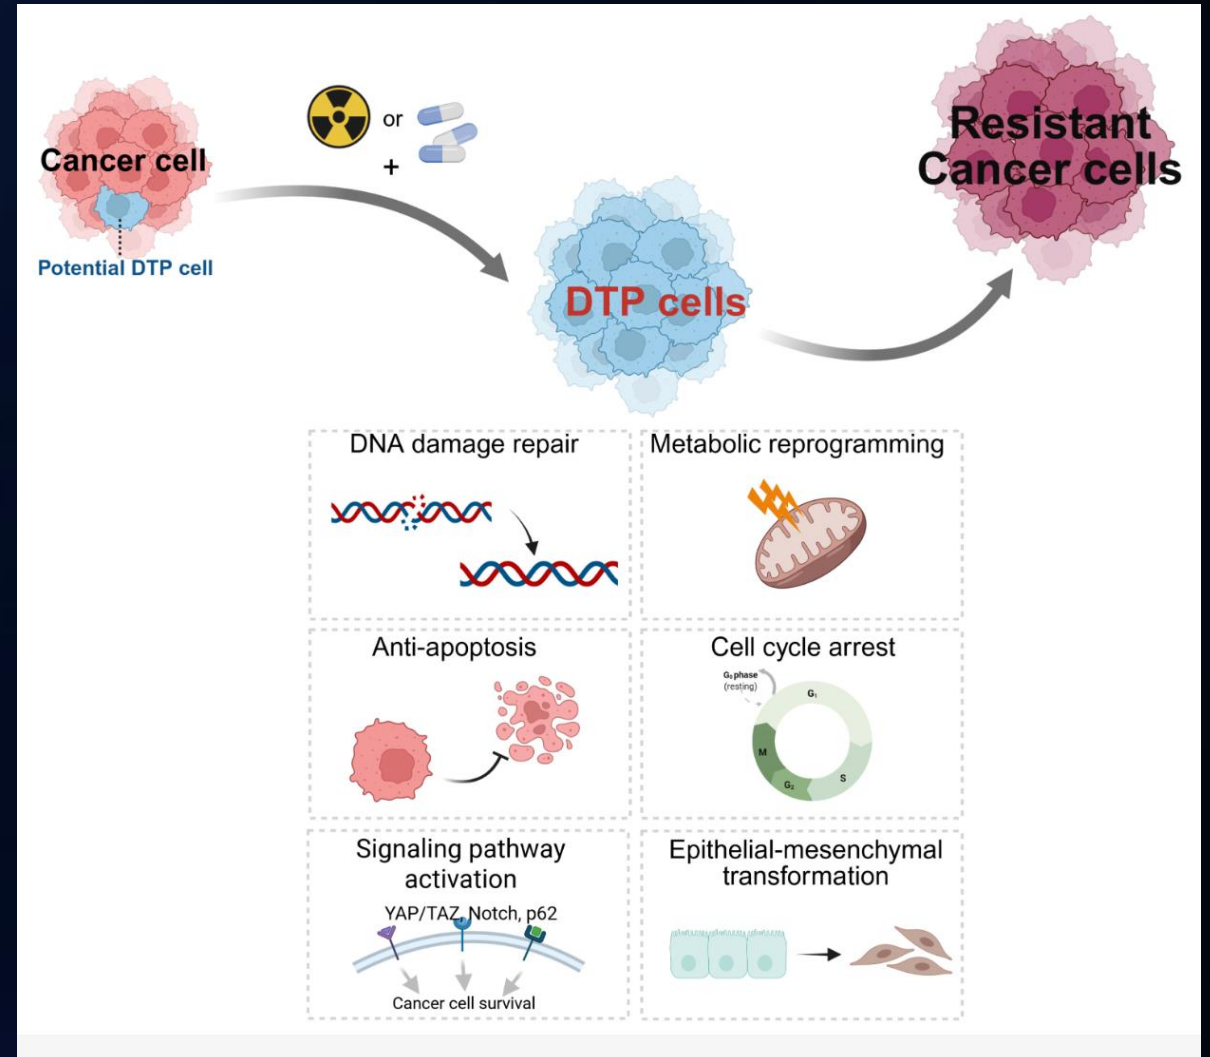 Cancer cell
Potential DTP cell
or
+
DTP cells
Resistant
Cancer cells
DNA damage repair
Metabolic reprogramming
Anti-apoptosis
Cell cycle arrest
G₀ phase
(resting)
G₁
M
S
G₂
Signaling pathway
activation
YAP/TAZ, Notch, p62
Cancer cell survival
Epithelial-mesenchymal
transformation